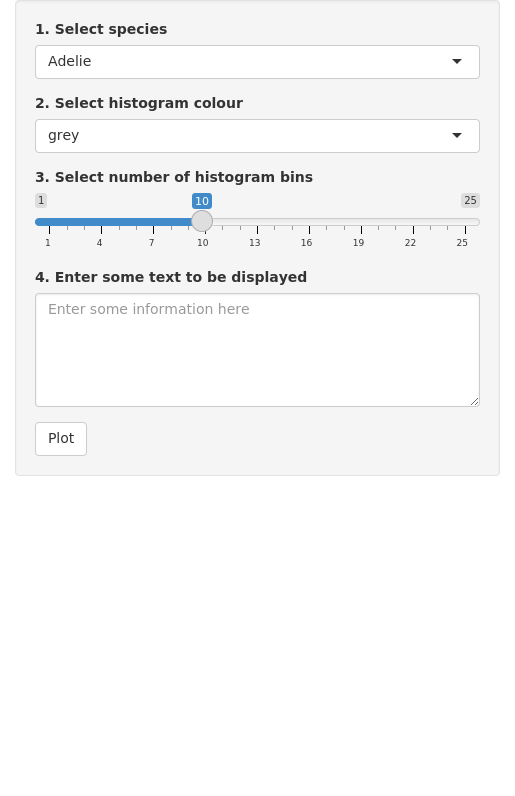 1. Select species
Adelie
2. Select histogram colour
grey
3. Select number of histogram bins
1 10 25
1 4 7 10 13 16 19 22 25
4. Enter some text to be displayed
Enter some information here
Plot